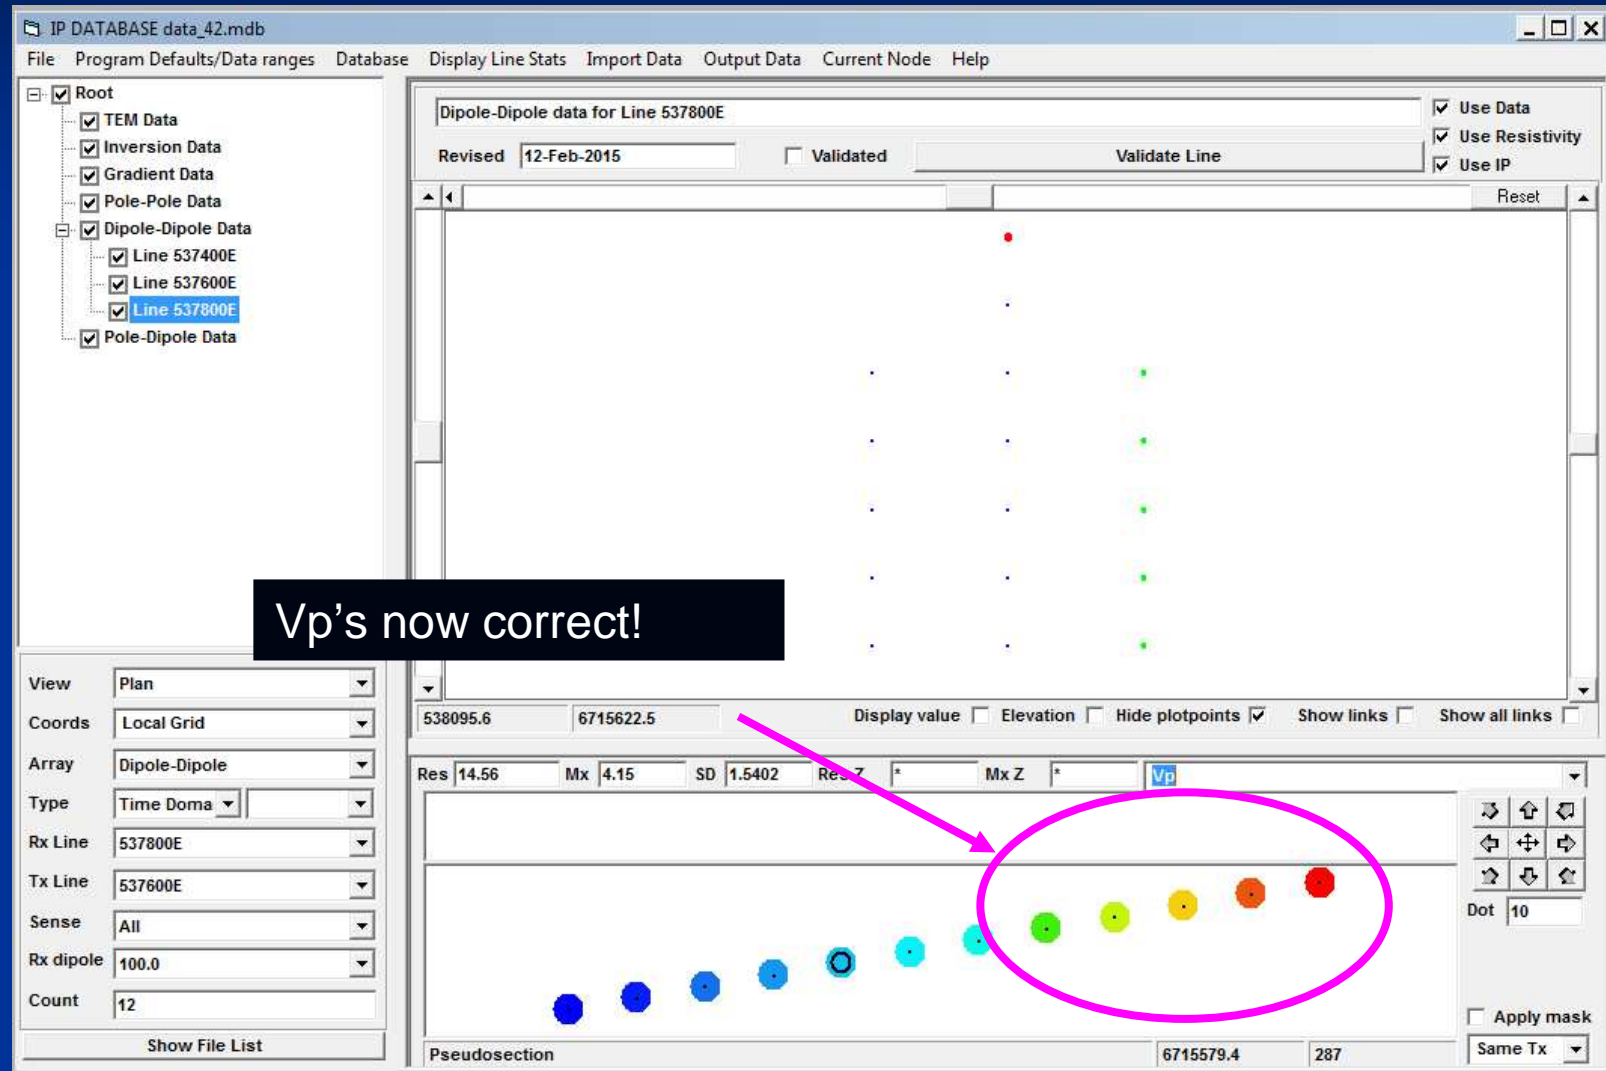 IP DATABASE data_42.mdb
File Program Defaults/Data ranges Database Display Line Stats Import Data Output Data Current Node Help
Root
TEM Data
Inversion Data
Gradient Data
Pole-Pole Data
Dipole-Dipole Data
Line 537400E
Line 537600E
Line 537800E
Pole-Dipole Data
Dipole-Dipole data for Line 537800E
Revised 12-Feb-2015 Validated Validate Line
Use Data
Use Resistivity
Use IP
Reset
Vp's now correct!
538095.6 6715622.5 Display value Elevation Hide plotpoints Show links Show all links
View Plan
Coords Local Grid
Array Dipole-Dipole
Type Time Doma
Rx Line 537800E
Tx Line 537600E
Sense All
Rx dipole 100.0
Count 12
Show File List
Res 14.56 Mx 4.15 SD 1.5402 Res Z * Mx Z * Vp
Dot 10
Apply mask
Same Tx
Pseudosection 6715579.4 287